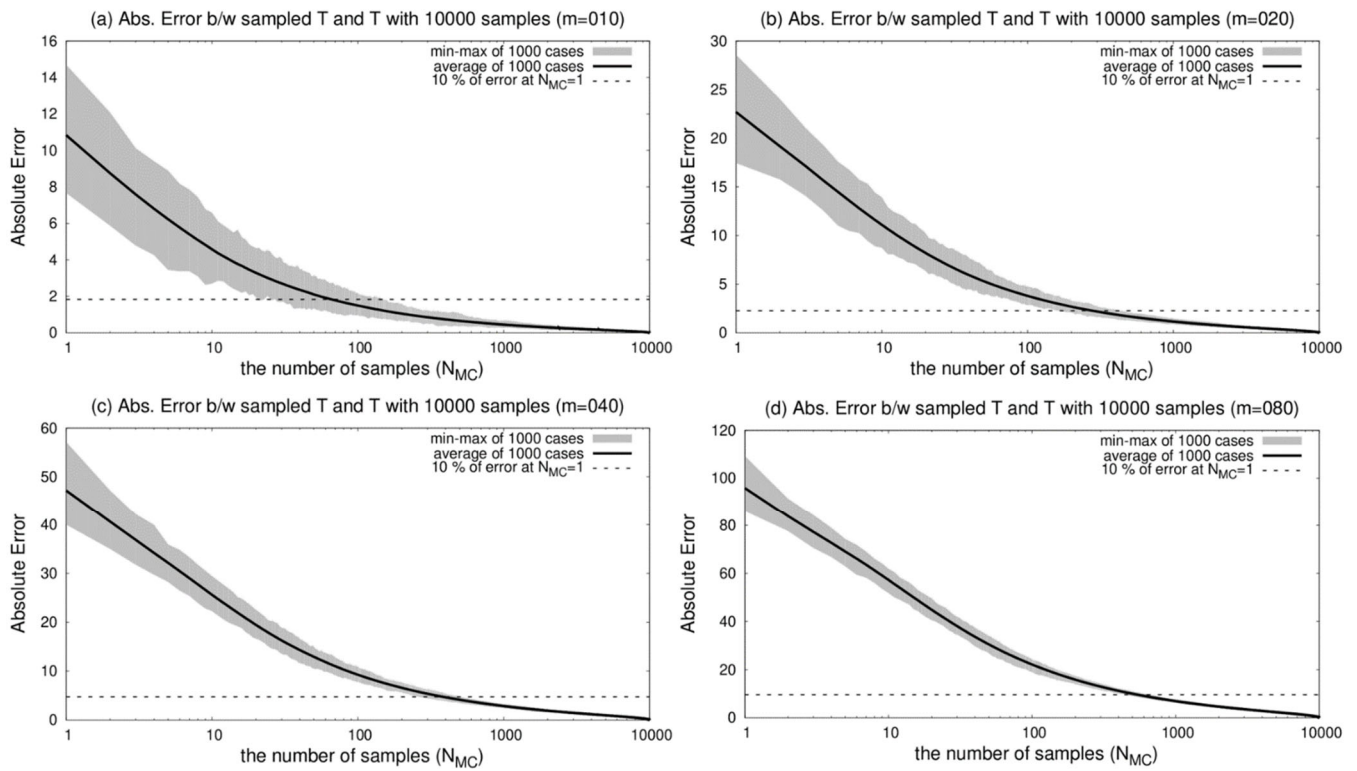 (a) Abs. Error b/w sampled T and T with 10000 samples (m=010)
16
14
12
10
8
6
4
2
0
Absolute Error
min-max of 1000 cases
average of 1000 cases
10 % of error at N_MC=1
1 10 100 1000 10000
the number of samples (N_MC)
(b) Abs. Error b/w sampled T and T with 10000 samples (m=020)
30
25
20
15
10
5
0
Absolute Error
min-max of 1000 cases
average of 1000 cases
10 % of error at N_MC=1
1 10 100 1000 10000
the number of samples (N_MC)
(c) Abs. Error b/w sampled T and T with 10000 samples (m=040)
60
50
40
30
20
10
0
Absolute Error
min-max of 1000 cases
average of 1000 cases
10 % of error at N_MC=1
1 10 100 1000 10000
the number of samples (N_MC)
(d) Abs. Error b/w sampled T and T with 10000 samples (m=080)
120
100
80
60
40
20
0
Absolute Error
min-max of 1000 cases
average of 1000 cases
10 % of error at N_MC=1
1 10 100 1000 10000
the number of samples (N_MC)